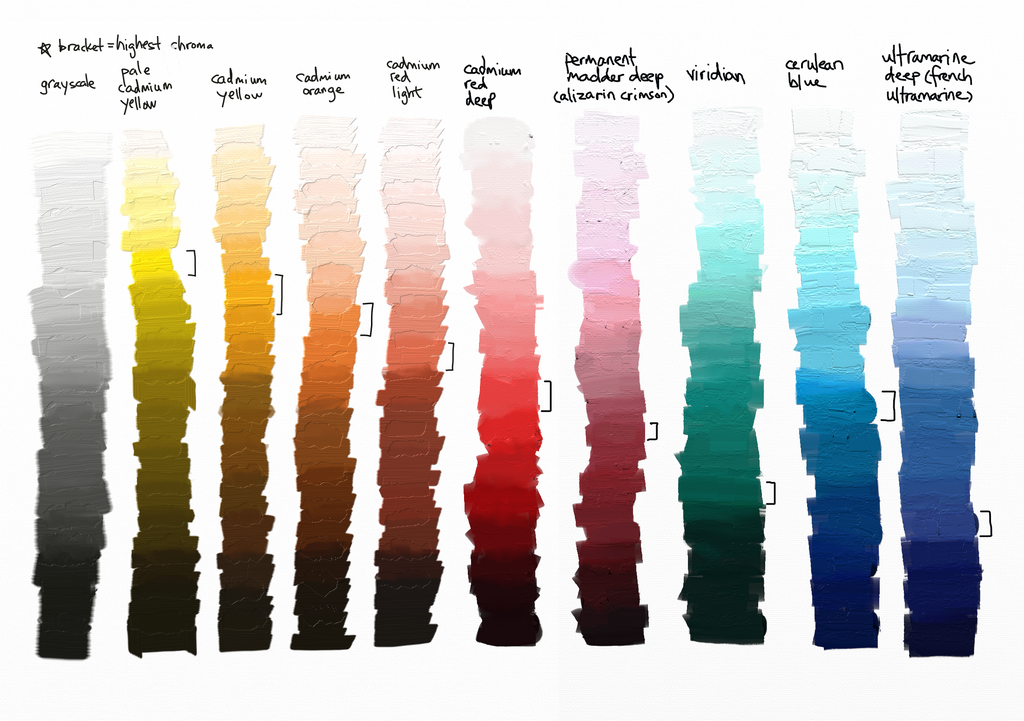 ☆ bracket = highest chroma
grayscale
pale
cadmium
yellow
cadmium
yellow
cadmium
orange
cadmium
red
light
cadmium
red
deep
permanent
madder deep
(alizarin crimson)
viridian
cerulean
blue
ultramarine
deep (french
ultramarine)